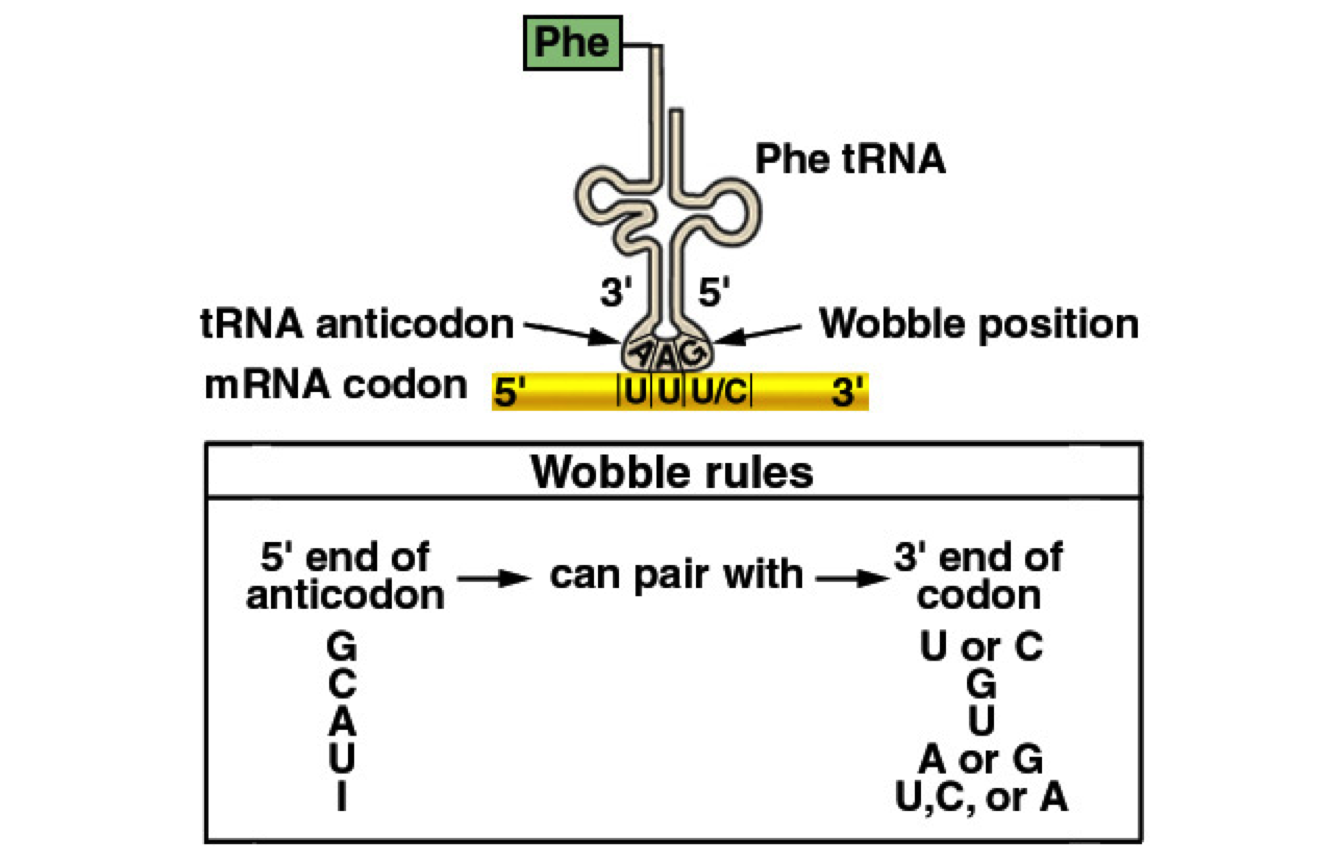 Phe
Phe tRNA
3' 5'
tRNA anticodon Wobble position
A A G
mRNA codon 5' U U U/C 3'
Wobble rules
5' end of anticodon can pair with 3' end of codon
G U or C
C G
A U
U A or G
I U,C, or A